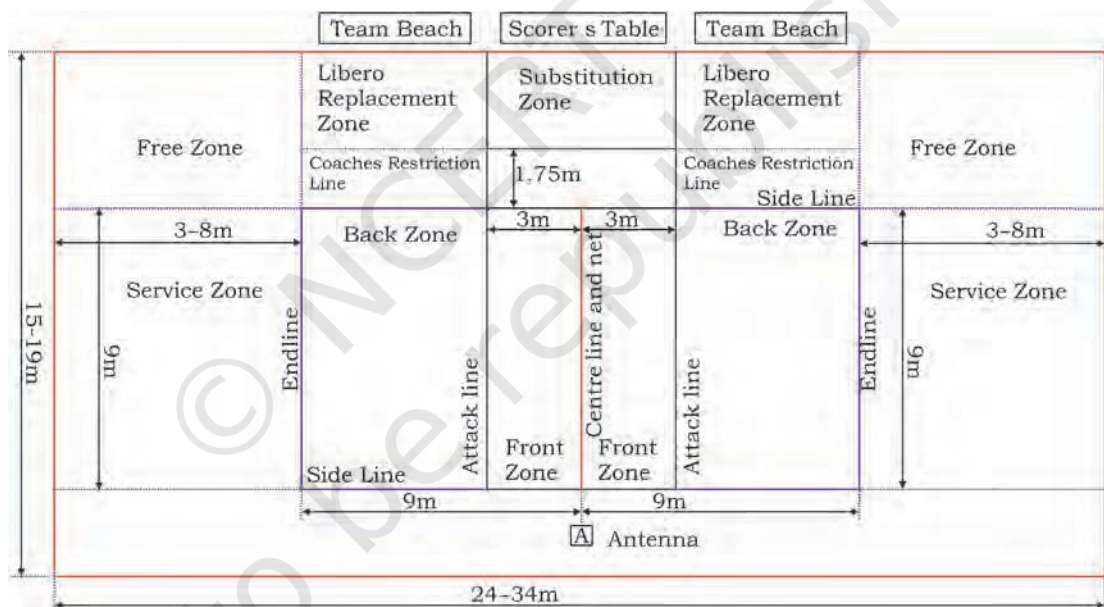 Team Beach
Scorer s Table
Team Beach
Libero
Replacement
Zone
Substitution
Zone
Libero
Replacement
Zone
Free Zone
Free Zone
Coaches Restriction
Line
1.75m
Coaches Restriction
Line
Side Line
3-8m
Back Zone
3m
3m
Back Zone
3-8m
Service Zone
Service Zone
15-19m
9m
Endline
Attack line
Centre line and net
Attack line
Endline
9m
Front
Zone
Front
Zone
Side Line
9m
9m
A
Antenna
24-34m
© NCERT
o be republish